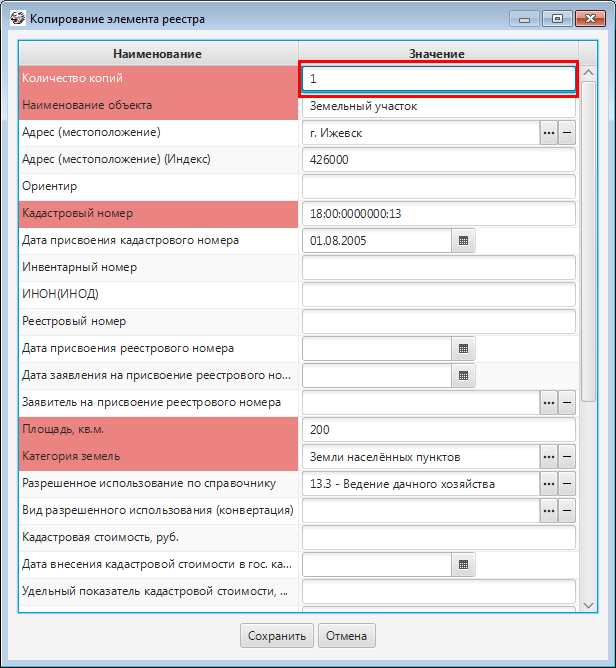 Копирование элемента реестра
Наименование Значение
Количество копий 1
Наименование объекта Земельный участок
Адрес (местоположение) г. Ижевск
Адрес (местоположение) (Индекс) 426000
Ориентир
Кадастровый номер 18:00:0000000:13
Дата присвоения кадастрового номера 01.08.2005
Инвентарный номер
ИНОН(ИНОД)
Реестровый номер
Дата присвоения реестрового номера
Дата заявления на присвоение реестрового но...
Заявитель на присвоение реестрового номера
Площадь, кв.м. 200
Категория земель Земли населённых пунктов
Разрешенное использование по справочнику 13.3 - Ведение дачного хозяйства
Вид разрешенного использования (конвертация)
Кадастровая стоимость, руб.
Дата внесения кадастровой стоимости в гос. ка...
Удельный показатель кадастровой стоимости, ...
Сохранить Отмена